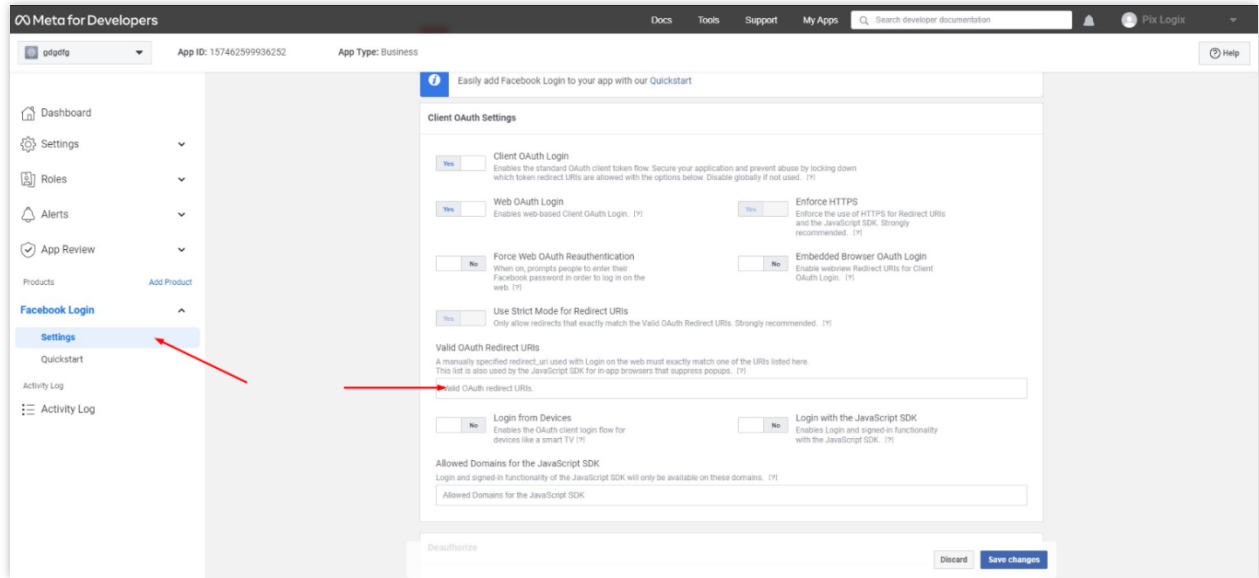 Meta for Developers
Docs Tools Support My Apps Search developer documentation Pix Logix
gdgdfg App ID: 157462599936252 App Type: Business Help
Easily add Facebook Login to your app with our Quickstart
Dashboard
Settings
Roles
Alerts
App Review
Products Add Product
Facebook Login
Settings
Quickstart
Activity Log
Activity Log
Client OAuth Settings
Yes
Client OAuth Login
Enables the standard OAuth client token flow. Secure your application and prevent abuse by locking down
which token redirect URIs are allowed with the options below. Disable globally if not used. [?]
Yes
Web OAuth Login
Enables web-based Client OAuth Login. [?]
Yes
Enforce HTTPS
Enforce the use of HTTPS for Redirect URIs
and the JavaScript SDK. Strongly
recommended. [?]
No
Force Web OAuth Reauthentication
When on, prompts people to enter their
Facebook password in order to log in on the
web. [?]
No
Embedded Browser OAuth Login
Enable webview Redirect URIs for Client
OAuth Login. [?]
Yes
Use Strict Mode for Redirect URIs
Only allow redirects that exactly match the Valid OAuth Redirect URIs. Strongly recommended. [?]
Valid OAuth Redirect URIs
A manually specified redirect_uri used with Login on the web must exactly match one of the URIs listed here.
This list is also used by the JavaScript SDK for in-app browsers that suppress popups. [?]
Valid OAuth redirect URIs.
No
Login from Devices
Enables the OAuth client login flow for
devices like a smart TV [?]
No
Login with the JavaScript SDK
Enables Login and signed-in functionality
with the JavaScript SDK. [?]
Allowed Domains for the JavaScript SDK
Login and signed-in functionality of the JavaScript SDK will only be available on these domains. [?]
Allowed Domains for the JavaScript SDK
Deauthorize
Discard Save changes